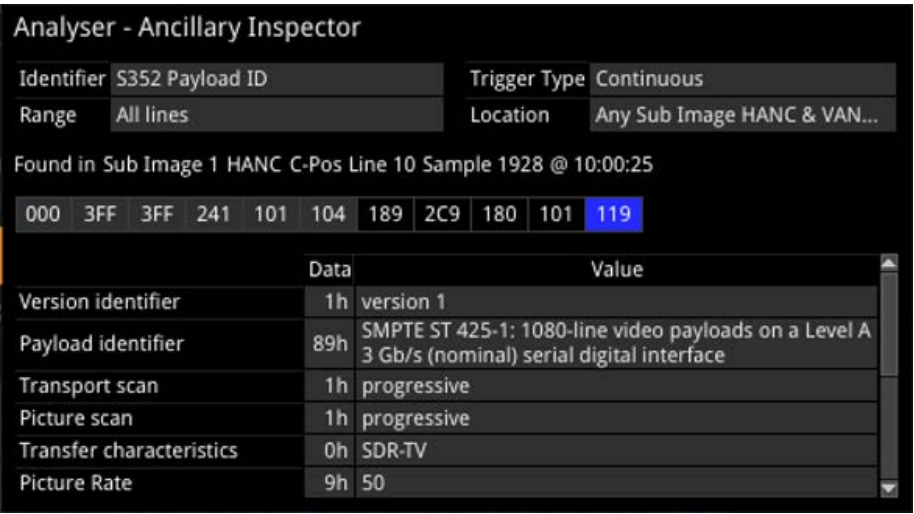 Analyser - Ancillary Inspector
Identifier S352 Payload ID Trigger Type Continuous
Range All lines Location Any Sub Image HANC & VAN...
Found in Sub Image 1 HANC C-Pos Line 10 Sample 1928 @ 10:00:25
000 3FF 3FF 241 101 104 189 2C9 180 101 119
Data Value
Version identifier 1h version 1
Payload identifier 89h SMPTE ST 425-1: 1080-line video payloads on a Level A
3 Gb/s (nominal) serial digital interface
Transport scan 1h progressive
Picture scan 1h progressive
Transfer characteristics 0h SDR-TV
Picture Rate 9h 50